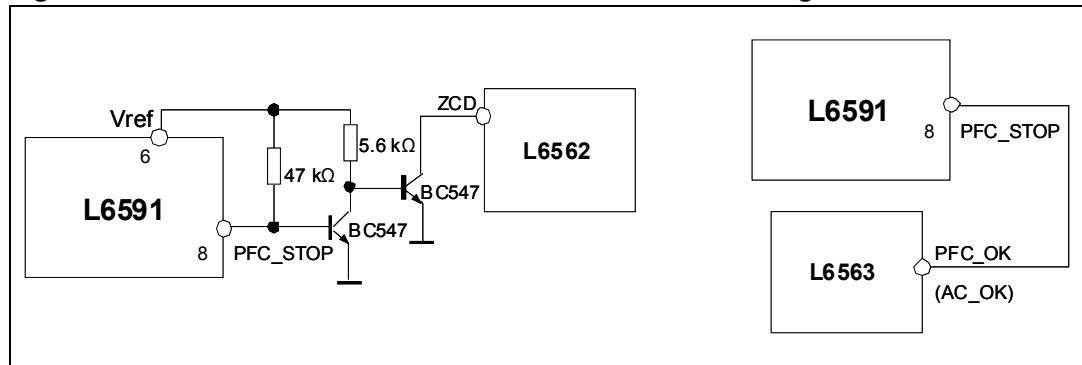 Vref
6
47 kΩ
5.6 kΩ
L6591
8
PFC_STOP
BC547
BC547
ZCD
L6562
L6591
8
PFC_STOP
L6563
PFC_OK
(AC_OK)